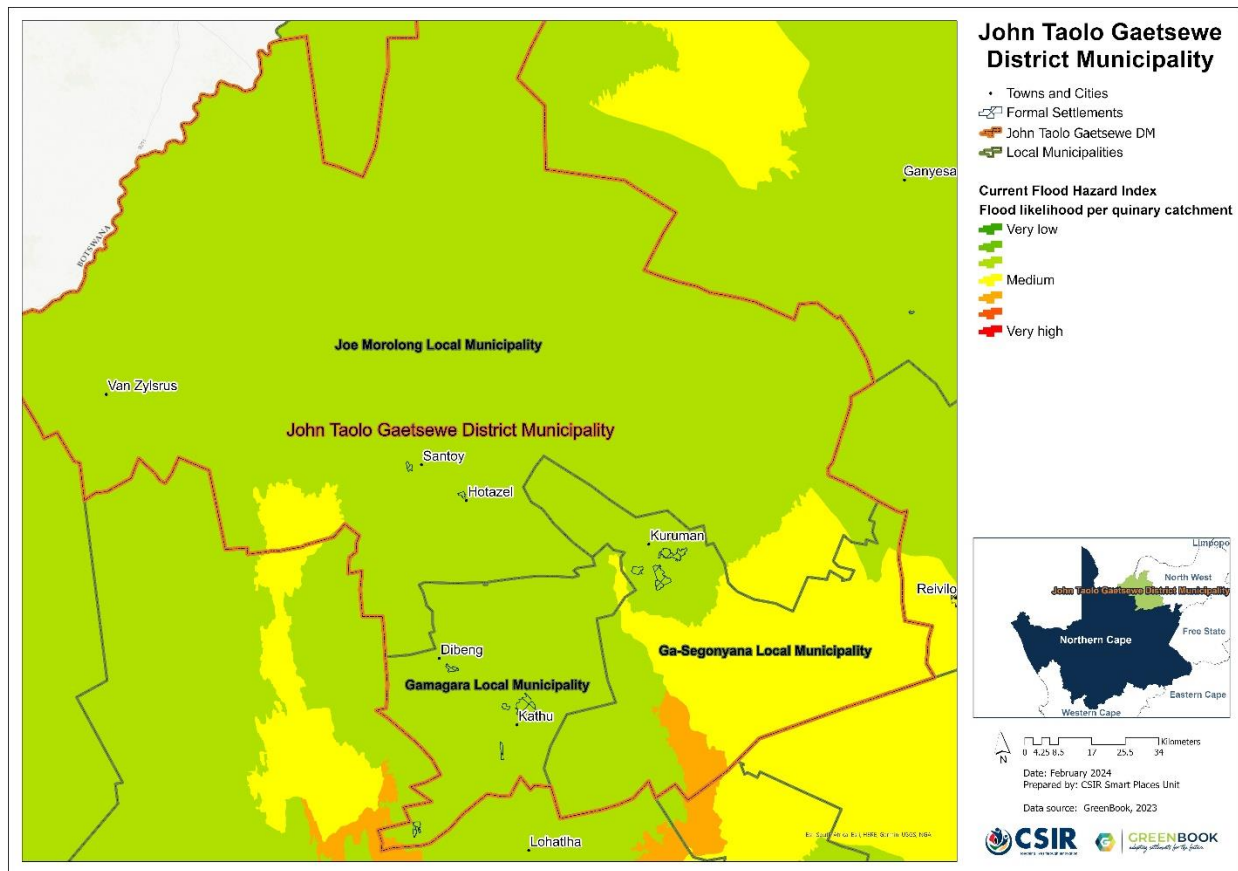 John Taolo Gaetsewe
District Municipality
Towns and Cities
Formal Settlements
John Taolo Gaetsewe DM
Local Municipalities
Current Flood Hazard Index
Flood likelihood per quinary catchment
Very low
Medium
Very high
BOTSWANA
Ganyesa
Joe Morolong Local Municipality
Van Zylsrus
John Taolo Gaetsewe District Municipality
Santoy
Hotazel
Kuruman
Reivilo
Dibeng
Ga-Segonyana Local Municipality
Gamagara Local Municipality
Kathu
Lohatlha
Limpopo
North West
John Taolo Gaetsewe District Municipality
Northern Cape
Free State
Eastern Cape
Western Cape
Kilometers
0 4.25 8.5 17 25.5 34
N
Date: February 2024
Prepared by: CSIR Smart Places Unit
Data source: GreenBook, 2023
CSIR
GREENBOOK
adapting settlements for the future